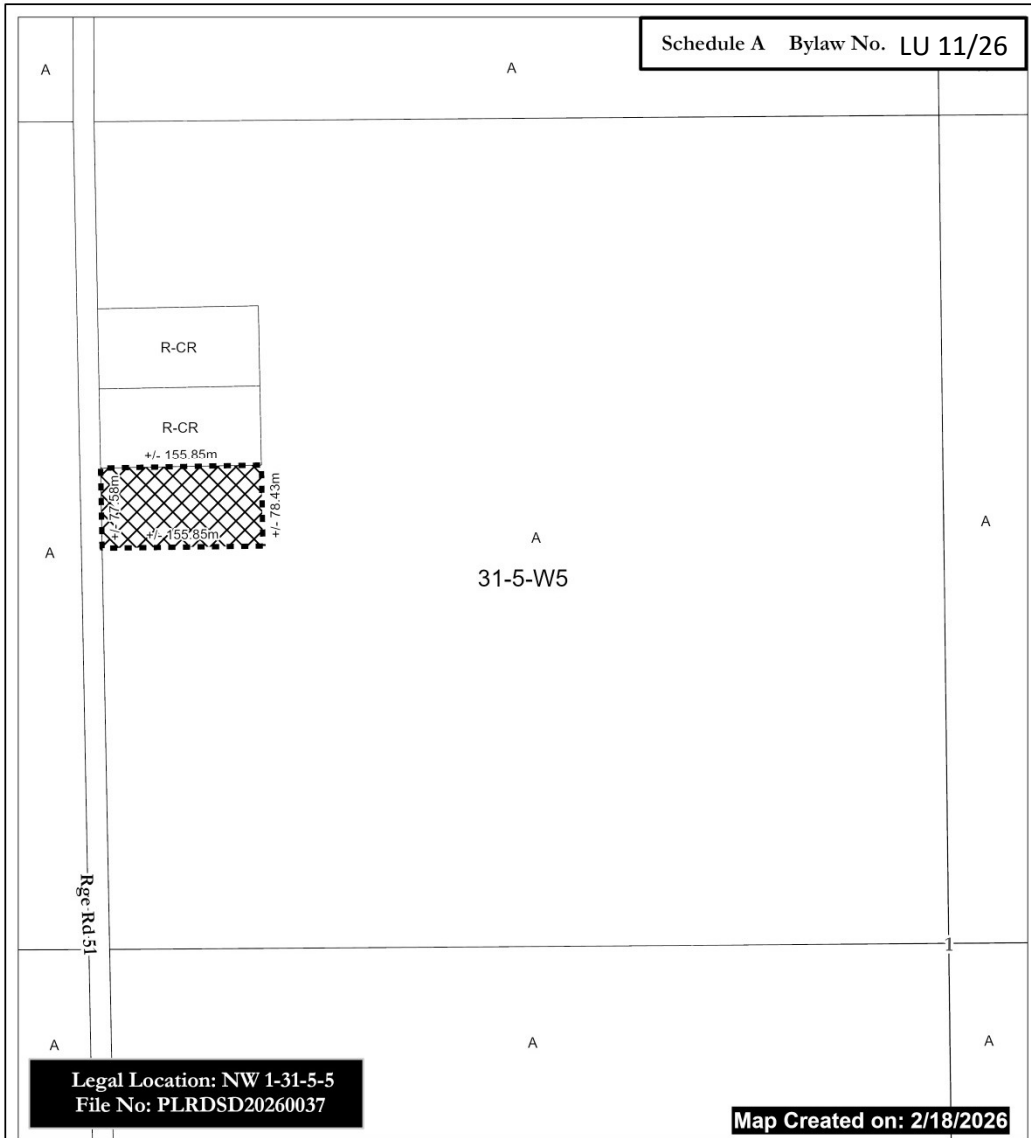 Schedule A Bylaw No. LU 11/26
A
A
R-CR
R-CR
+/- 155.85m
+/- 77.58m
+/- 78.43m
+/- 155.85m
A
A
A
31-5-W5
Rge Rd 51
1
A
A
A
Legal Location: NW 1-31-5-5
File No: PLRDSD20260037
Map Created on: 2/18/2026